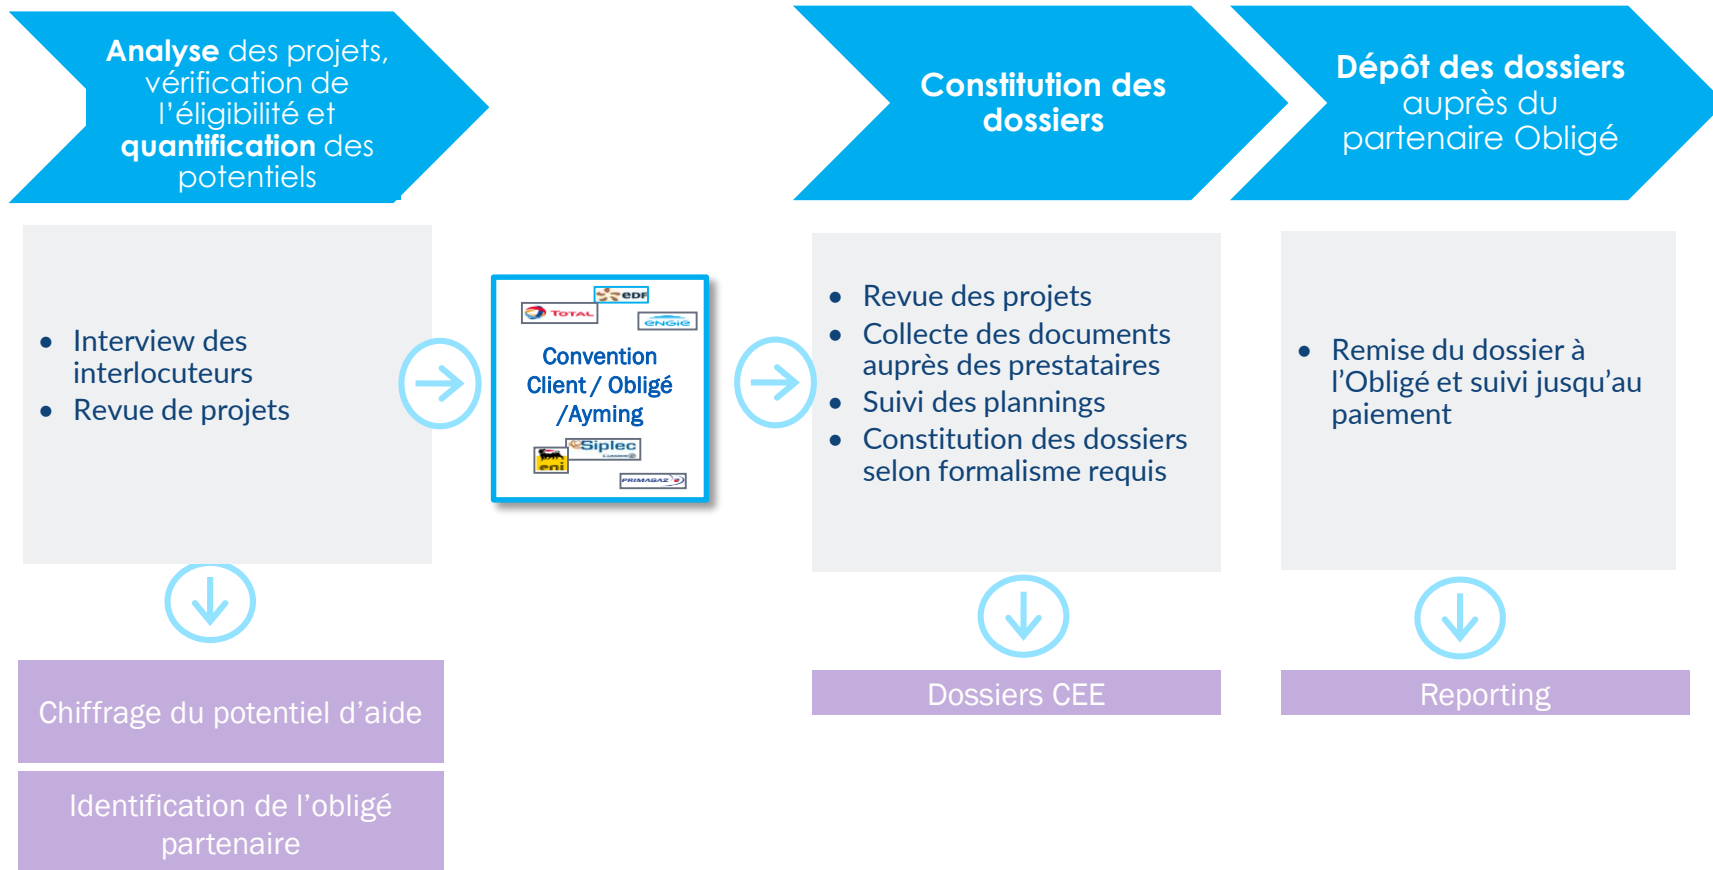 Analyse des projets,
vérification de
l’éligibilité et
quantification des
potentiels
Constitution des
dossiers
Dépôt des dossiers
auprès du
partenaire Obligé
• Interview des
interlocuteurs
• Revue de projets
edf
TOTAL
ENGIE
Convention
Client / Obligé
/Ayming
Siplec
eni
PRIMAGAZ
• Revue des projets
• Collecte des documents
auprès des prestataires
• Suivi des plannings
• Constitution des dossiers
selon formalisme requis
• Remise du dossier à
l’Obligé et suivi jusqu’au
paiement
Chiffrage du potentiel d’aide
Identification de l’obligé
partenaire
Dossiers CEE
Reporting